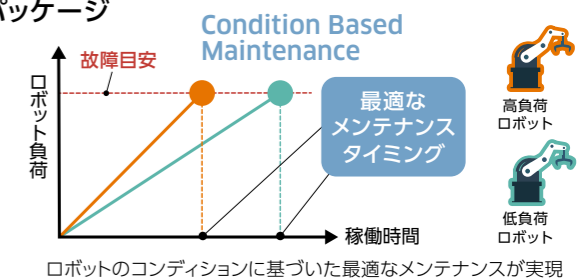 パッケージ
Condition Based
Maintenance
故障目安
ロボット負荷
最適な
メンテナンス
タイミング
稼働時間
高負荷
ロボット
低負荷
ロボット
ロボットのコンディションに基づいた最適なメンテナンスが実現